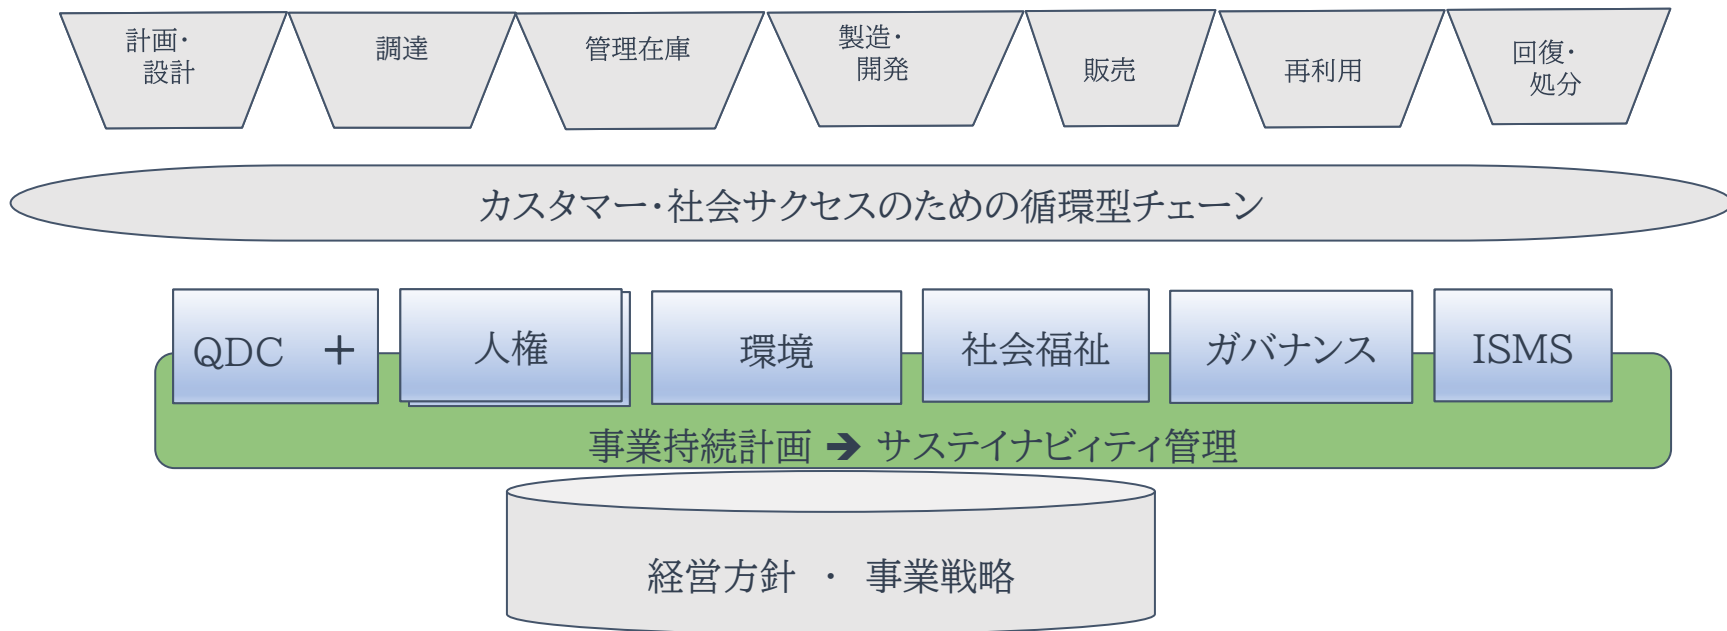 計画・
設計
調達
管理在庫
製造・
開発
販売
再利用
回復・
処分
カスタマー・社会サクセスのための循環型チェーン
QDC +
人権
環境
社会福祉
ガバナンス
ISMS
事業持続計画 ➔ サステイナビィティ管理
経営方針 ・ 事業戦略